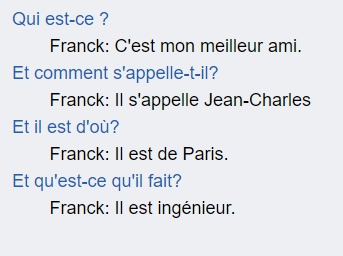 Qui est-ce ?
Franck: C'est mon meilleur ami.
Et comment s'appelle-t-il?
Franck: Il s'appelle Jean-Charles
Et il est d'où?
Franck: Il est de Paris.
Et qu'est-ce qu'il fait?
Franck: Il est ingénieur.